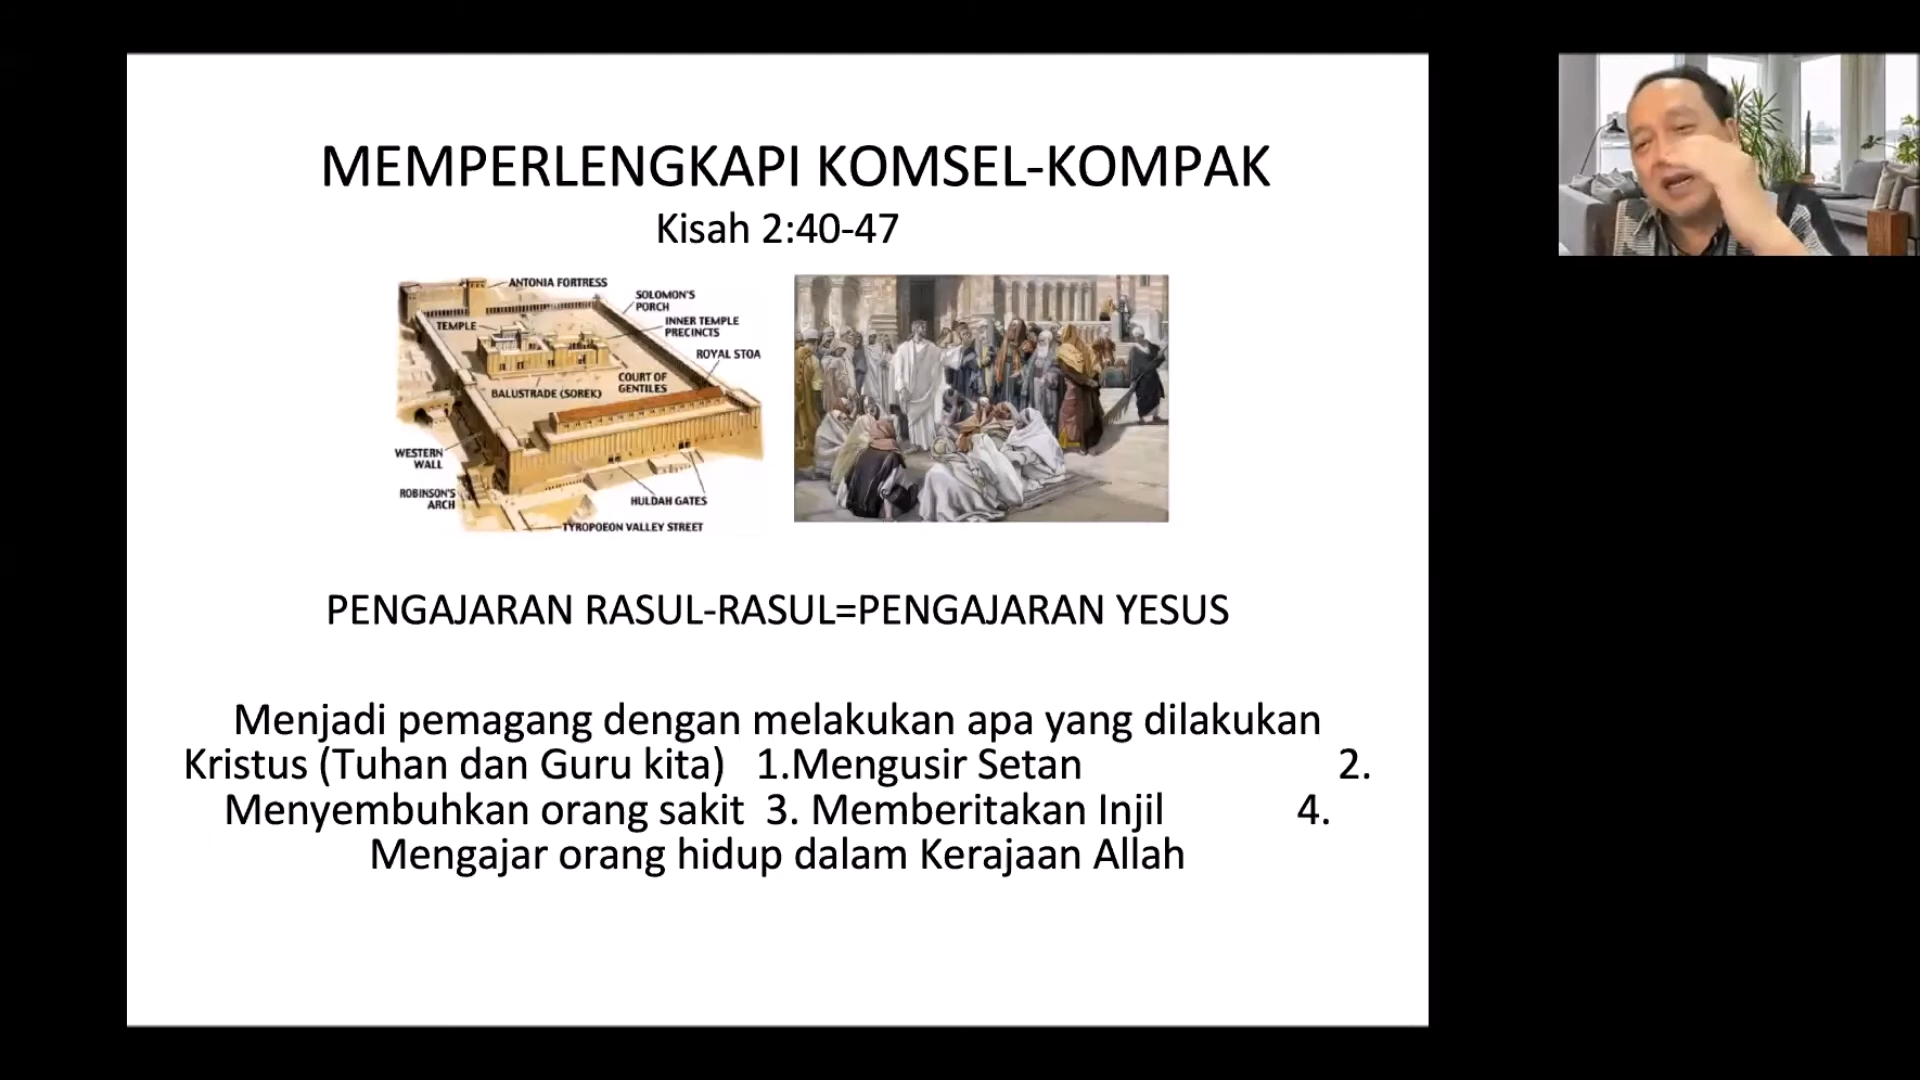 MEMPERLENGKAPI KOMSEL-KOMPAK
Kisah 2:40-47
ANTONIA FORTRESS
SOLOMON'S
PORCH
TEMPLE
INNER TEMPLE
PRECINCTS
ROYAL STOA
COURT OF
GENTILES
BALUSTRADE (SOREK)
WESTERN
WALL
ROBINSON'S
ARCH
HULDAH GATES
TYROPOEON VALLEY STREET
PENGAJARAN RASUL-RASUL=PENGAJARAN YESUS
Menjadi pemagang dengan melakukan apa yang dilakukan
Kristus (Tuhan dan Guru kita) 1.Mengusir Setan 2.
Menyembuhkan orang sakit 3. Memberitakan Injil 4.
Mengajar orang hidup dalam Kerajaan Allah